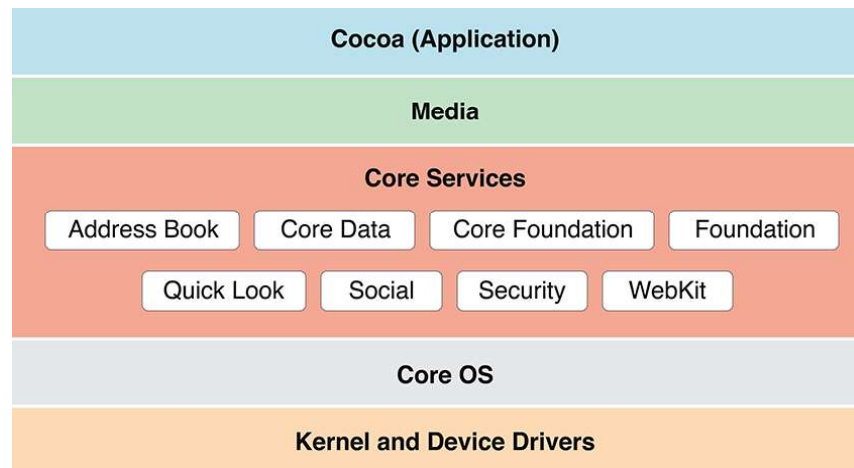 Cocoa (Application)
Media
Core Services
Address Book Core Data Core Foundation Foundation
Quick Look Social Security WebKit
Core OS
Kernel and Device Drivers